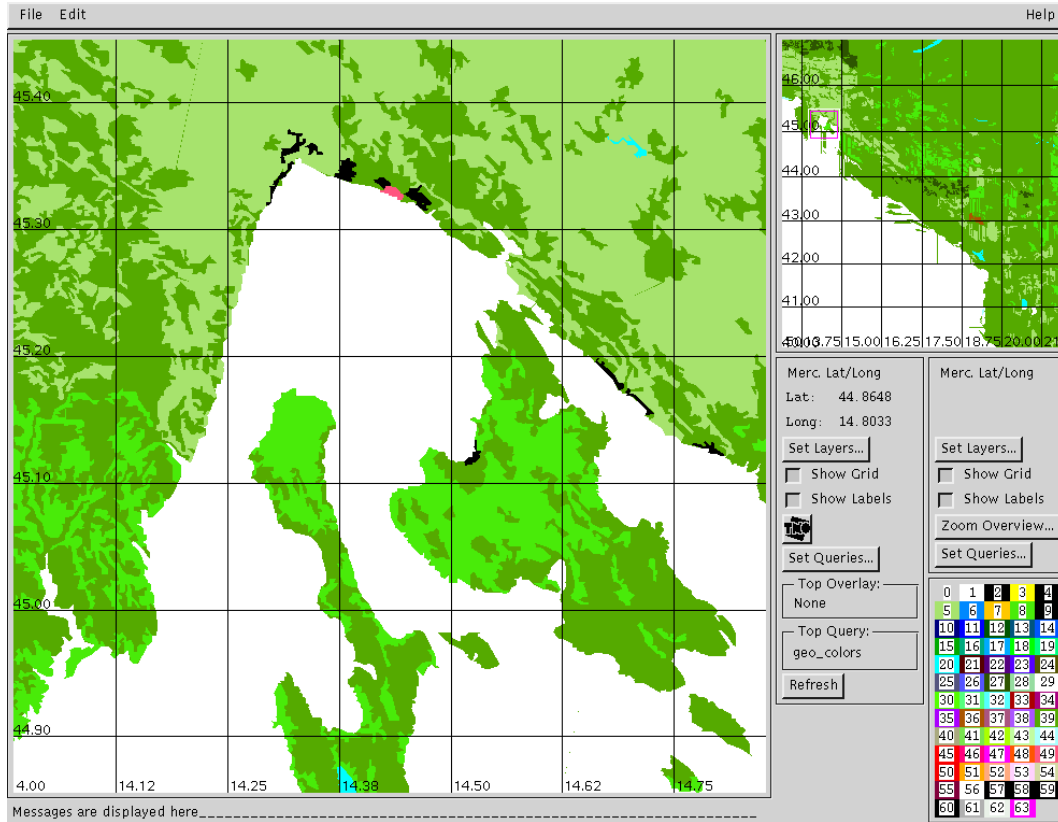 File Edit Help
45.40
45.30
45.20
45.10
45.00
44.90
4.00 14.12 14.25 14.38 14.50 14.62 14.75
46.00
45.00
44.00
43.00
42.00
41.00
13.75 15.00 16.25 17.50 18.75 20.00 21
Merc. Lat/Long
Lat: 44.8648
Long: 14.8033
Set Layers...
Show Grid
Show Labels
TNO
Set Queries...
Top Overlay:
None
Top Query:
geo_colors
Refresh
Merc. Lat/Long
Set Layers...
Show Grid
Show Labels
Zoom Overview...
Set Queries...
0 1 2 3 4
5 6 7 8 9
10 11 12 13 14
15 16 17 18 19
20 21 22 23 24
25 26 27 28 29
30 31 32 33 34
35 36 37 38 39
40 41 42 43 44
45 46 47 48 49
50 51 52 53 54
55 56 57 58 59
60 61 62 63
Messages are displayed here